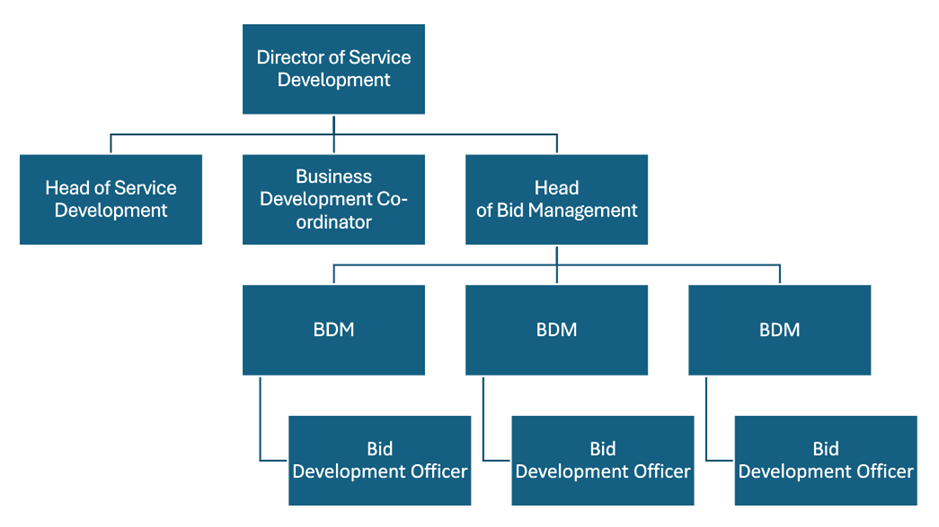 Director of Service
Development
Head of Service
Development
Business
Development Co-
ordinator
Head
of Bid Management
BDM
BDM
BDM
Bid
Development Officer
Bid
Development Officer
Bid
Development Officer